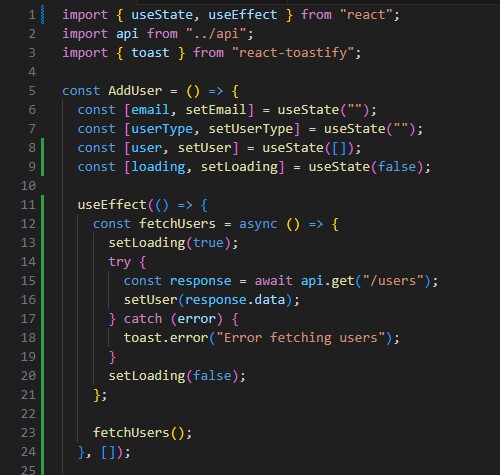 1 import { useState, useEffect } from "react";
2 import api from "../api";
3 import { toast } from "react-toastify";
4
5 const AddUser = () => {
6   const [email, setEmail] = useState("");
7   const [userType, setUserType] = useState("");
8   const [user, setUser] = useState([]);
9   const [loading, setLoading] = useState(false);
10
11   useEffect(() => {
12     const fetchUsers = async () => {
13       setLoading(true);
14       try {
15         const response = await api.get("/users");
16         setUser(response.data);
17       } catch (error) {
18         toast.error("Error fetching users");
19       }
20       setLoading(false);
21     };
22
23     fetchUsers();
24   }, []);
25